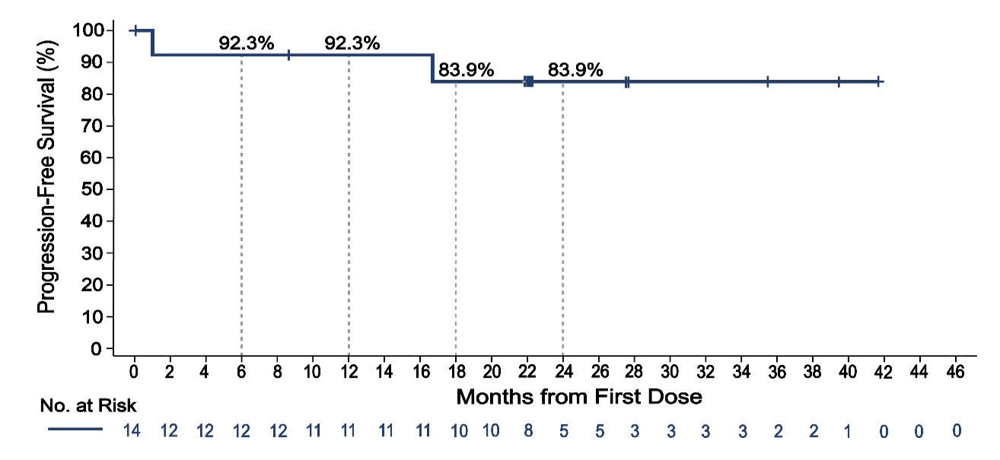 Progression-Free Survival (%)
100
90
80
70
60
50
40
30
20
10
0
92.3% 92.3%
83.9% 83.9%
0 2 4 6 8 10 12 14 16 18 20 22 24 26 28 30 32 34 36 38 40 42 44 46
Months from First Dose
No. at Risk
14 12 12 12 12 11 11 11 11 10 10 8 5 5 3 3 3 3 2 2 1 0 0 0